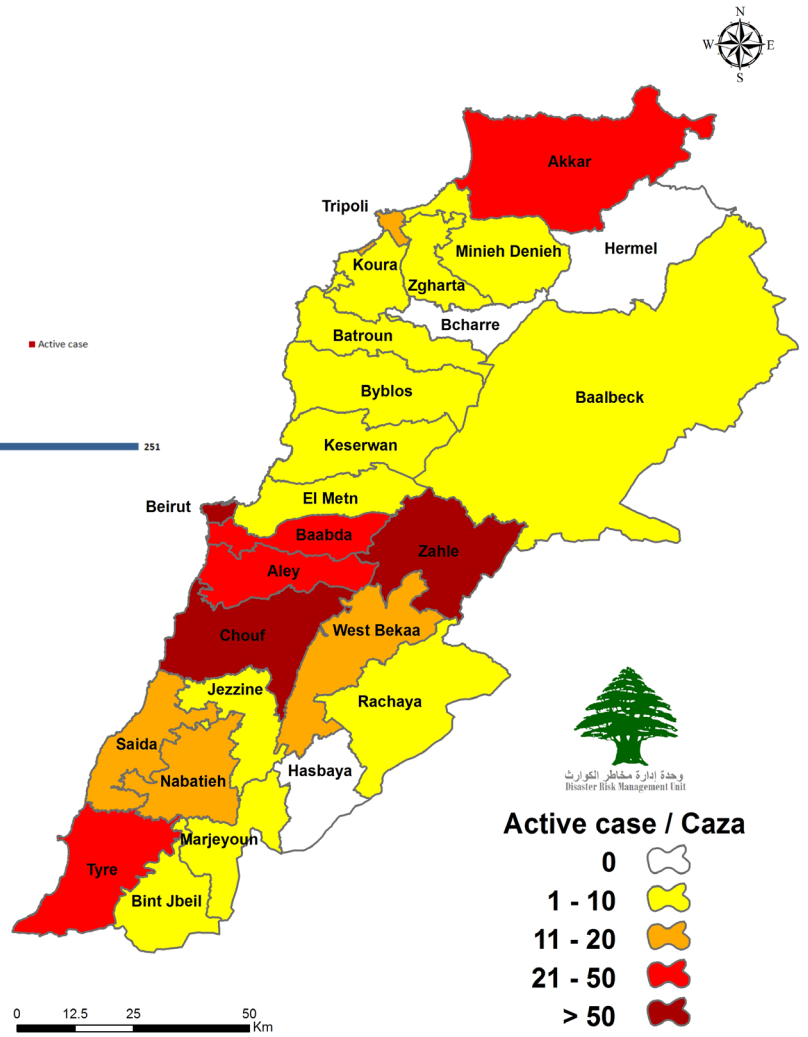 N
W E
S
Akkar
Tripoli
Hermel
Minieh Denieh
Koura
Zgharta
Bcharre
Batroun
Active case
Byblos
Baalbeck
Keserwan
251
El Metn
Beirut
Baabda
Zahle
Aley
West Bekaa
Chouf
Jezzine
Rachaya
Saida
Hasbaya
Nabatieh
وحدة إدارة مخاطر الكوارث
Disaster Risk Management Unit
Marjeyoun
Tyre
Bint Jbeil
Active case / Caza
0
1 - 10
11 - 20
21 - 50
> 50
0 12.5 25 50
Km